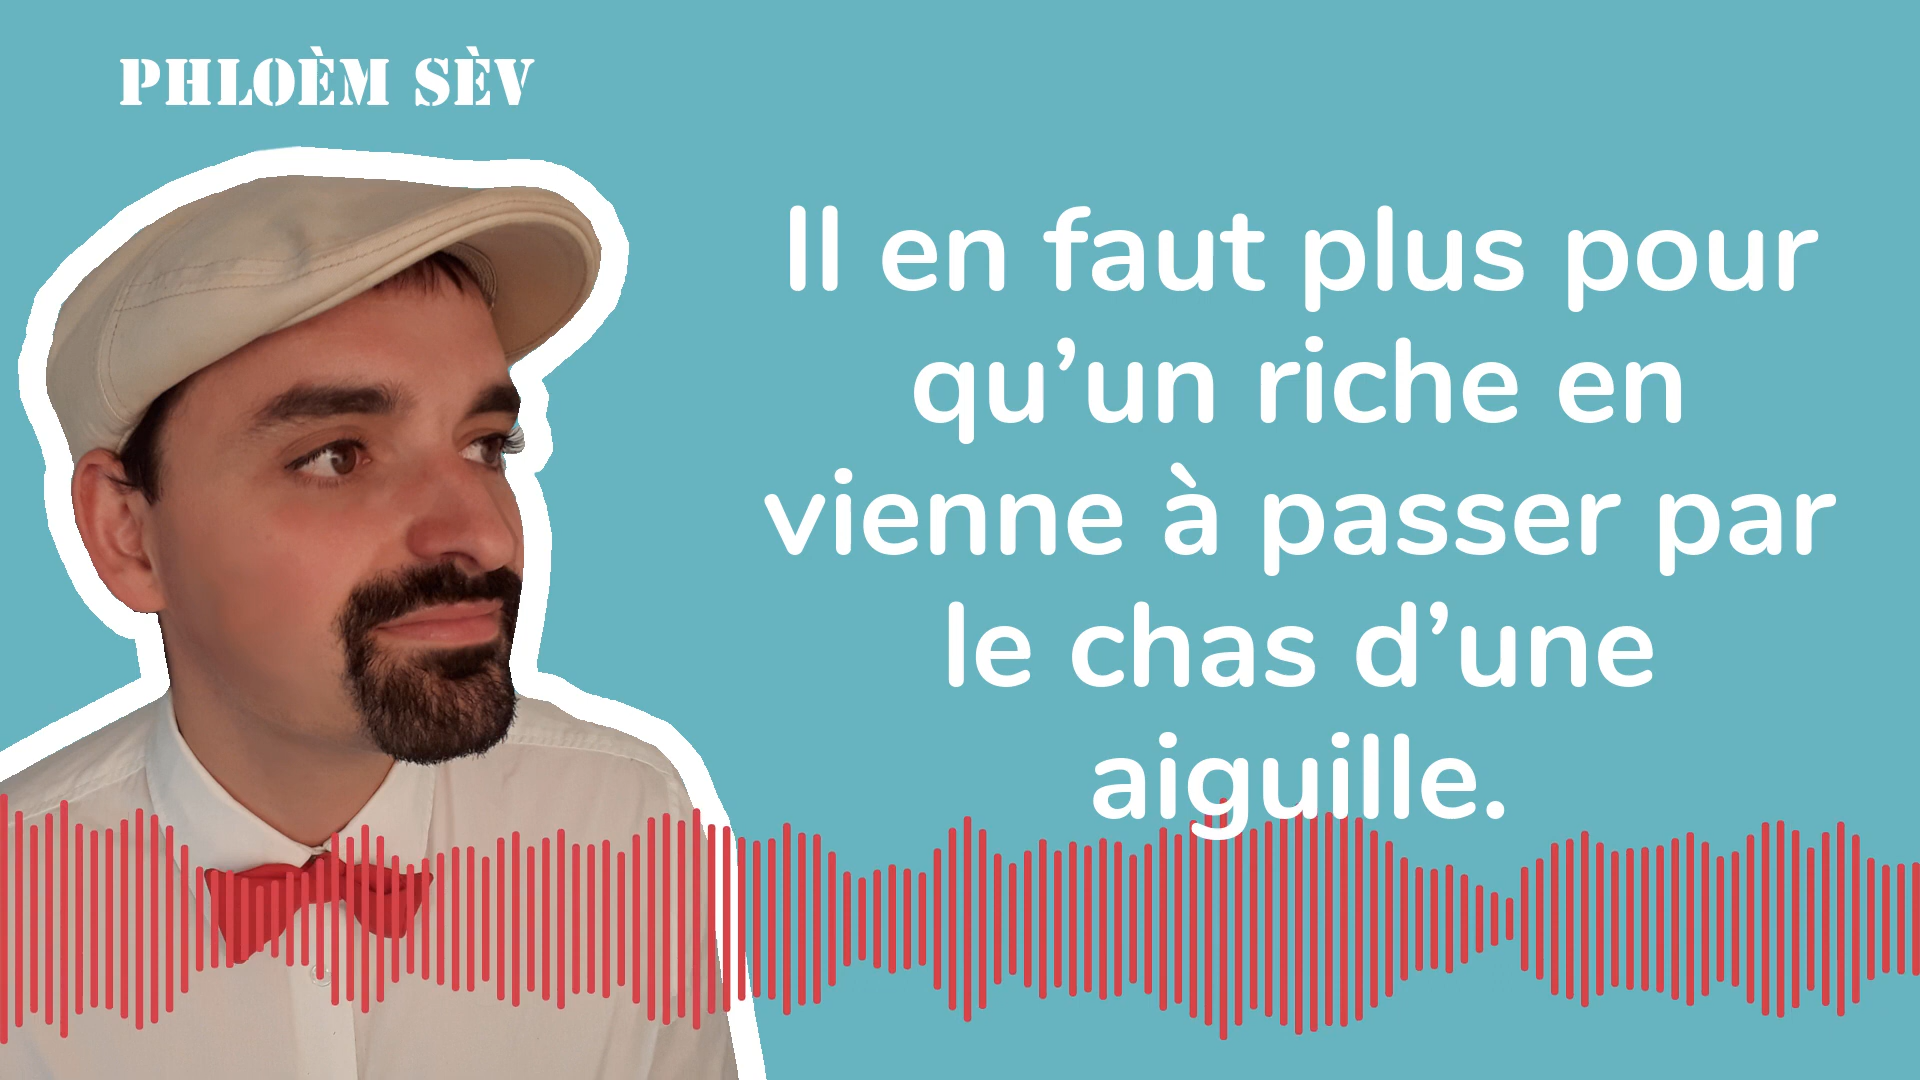 PHLOÈM SÈV
Il en faut plus pour
qu’un riche en
vienne à passer par
le chas d’une
aiguille.